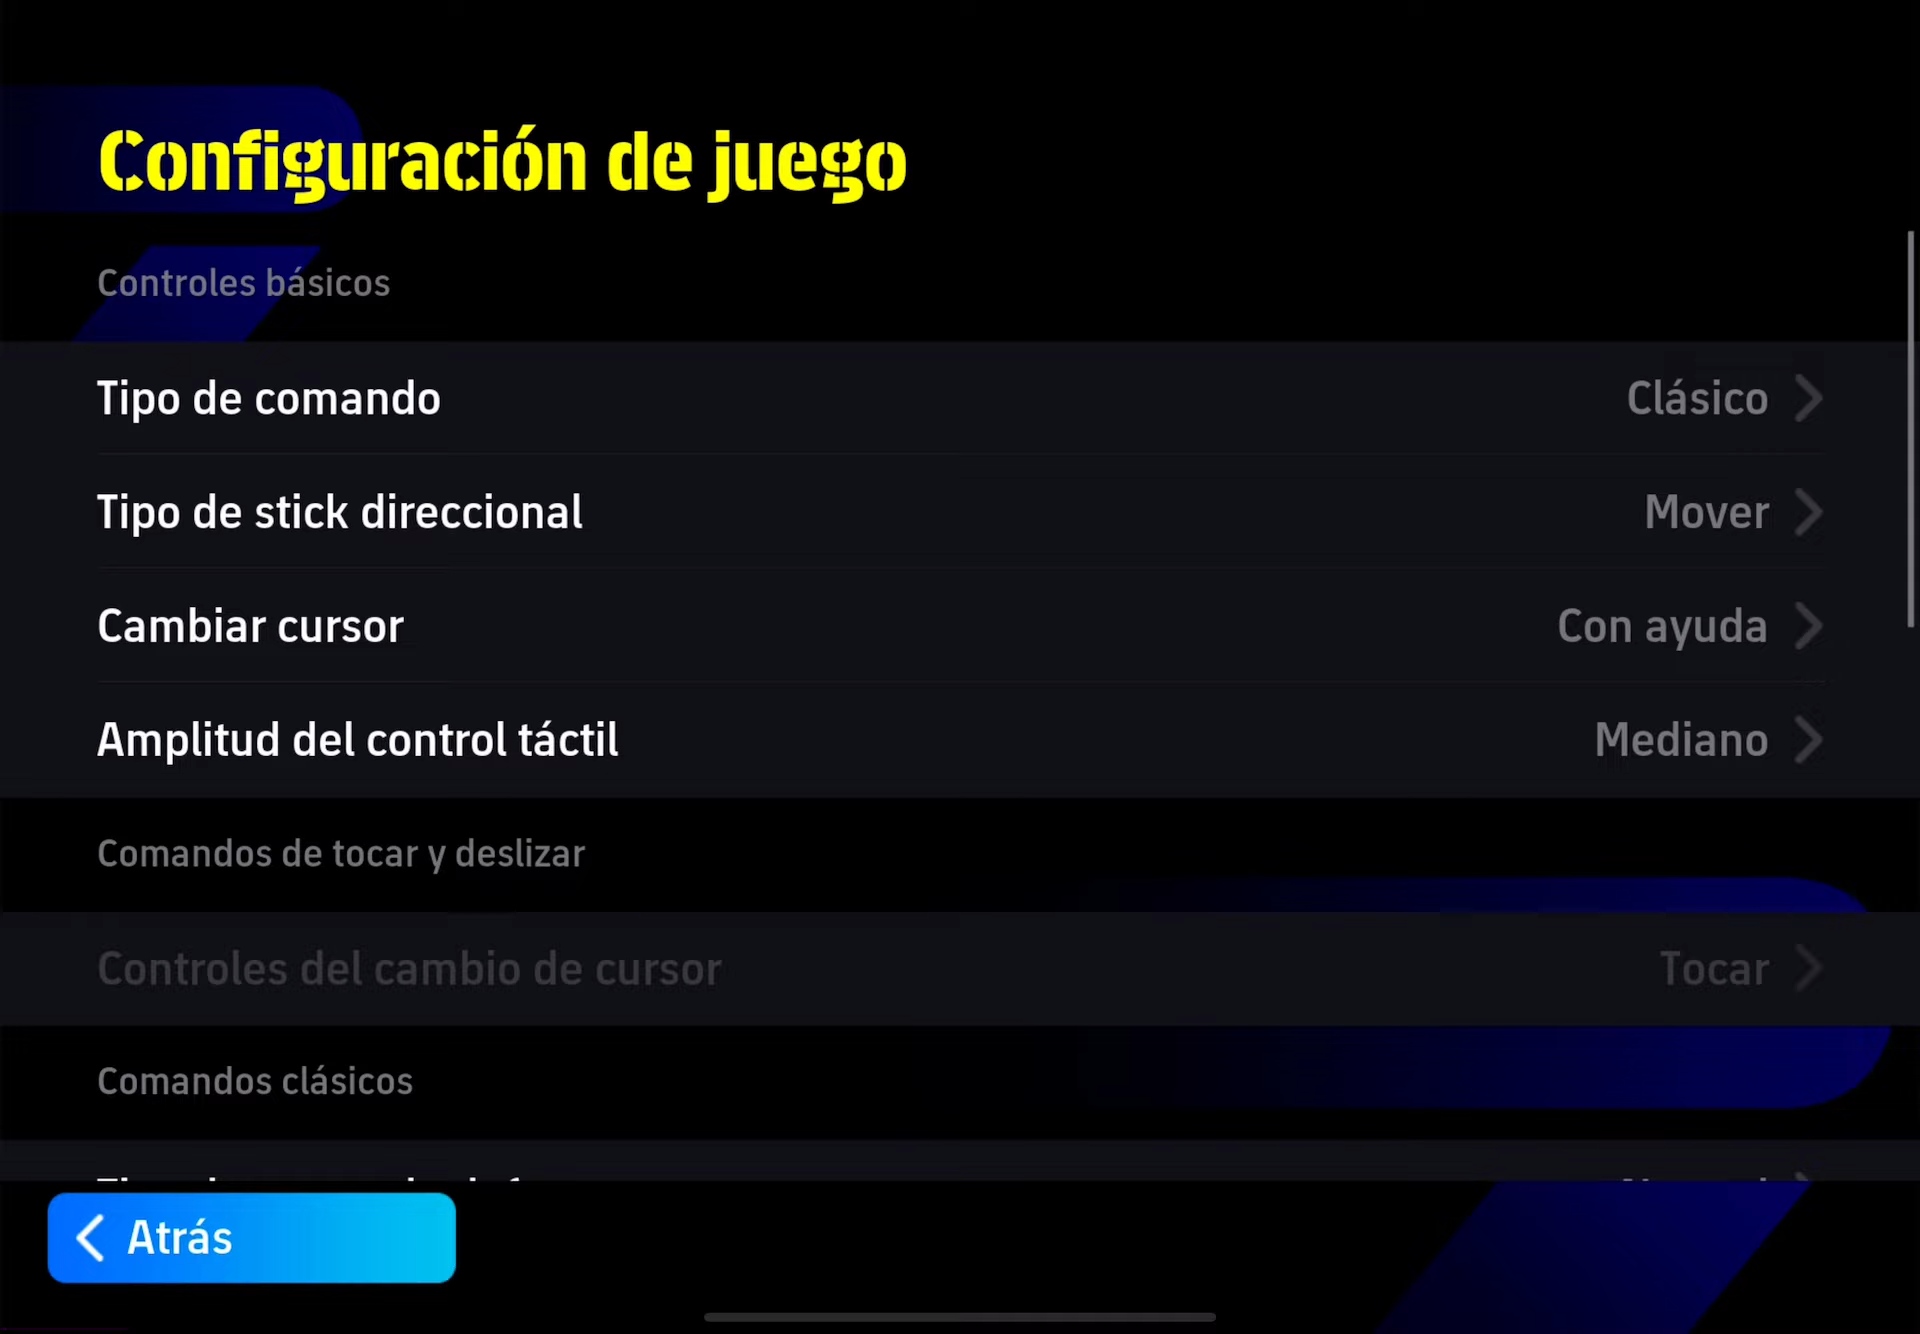 Configuración de juego
Controles básicos
Tipo de comando Clásico
Tipo de stick direccional Mover
Cambiar cursor Con ayuda
Amplitud del control táctil Mediano
Comandos de tocar y deslizar
Controles del cambio de cursor Tocar
Comandos clásicos
Atrás